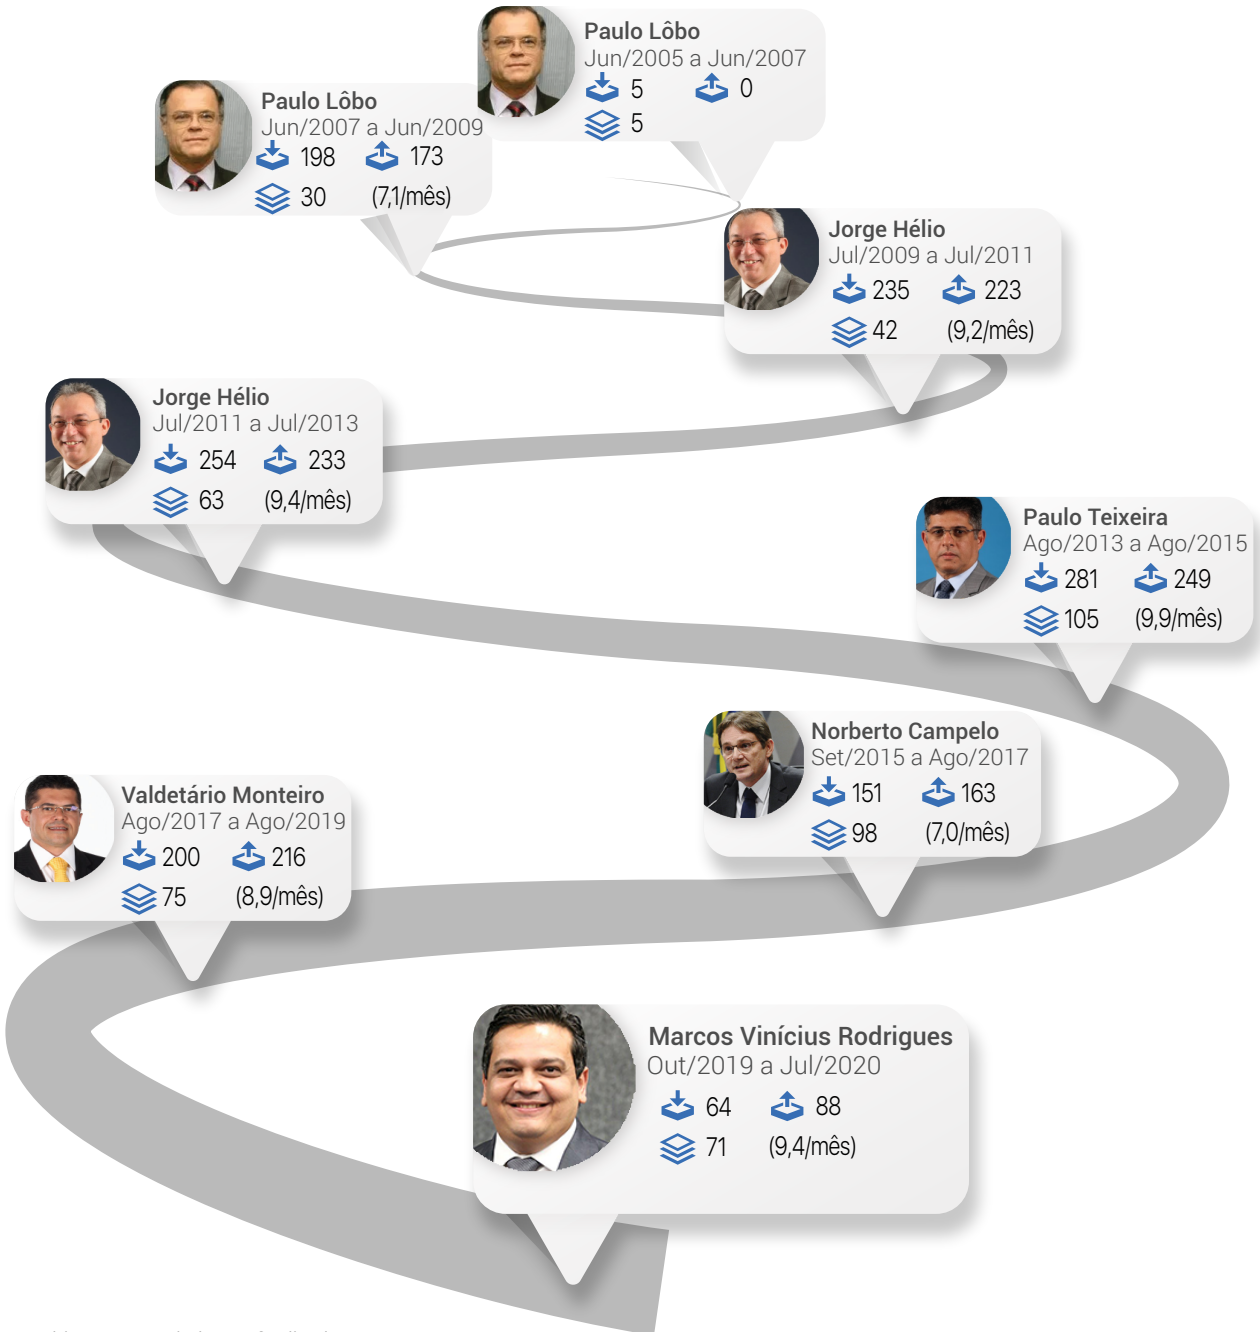 Paulo Lôbo
Jun/2005 a Jun/2007
5 0
5
Paulo Lôbo
Jun/2007 a Jun/2009
198 173
30 (7,1/mês)
Jorge Hélio
Jul/2009 a Jul/2011
235 223
42 (9,2/mês)
Jorge Hélio
Jul/2011 a Jul/2013
254 233
63 (9,4/mês)
Paulo Teixeira
Ago/2013 a Ago/2015
281 249
105 (9,9/mês)
Norberto Campelo
Set/2015 a Ago/2017
151 163
98 (7,0/mês)
Valdetário Monteiro
Ago/2017 a Ago/2019
200 216
75 (8,9/mês)
Marcos Vinícius Rodrigues
Out/2019 a Jul/2020
64 88
71 (9,4/mês)